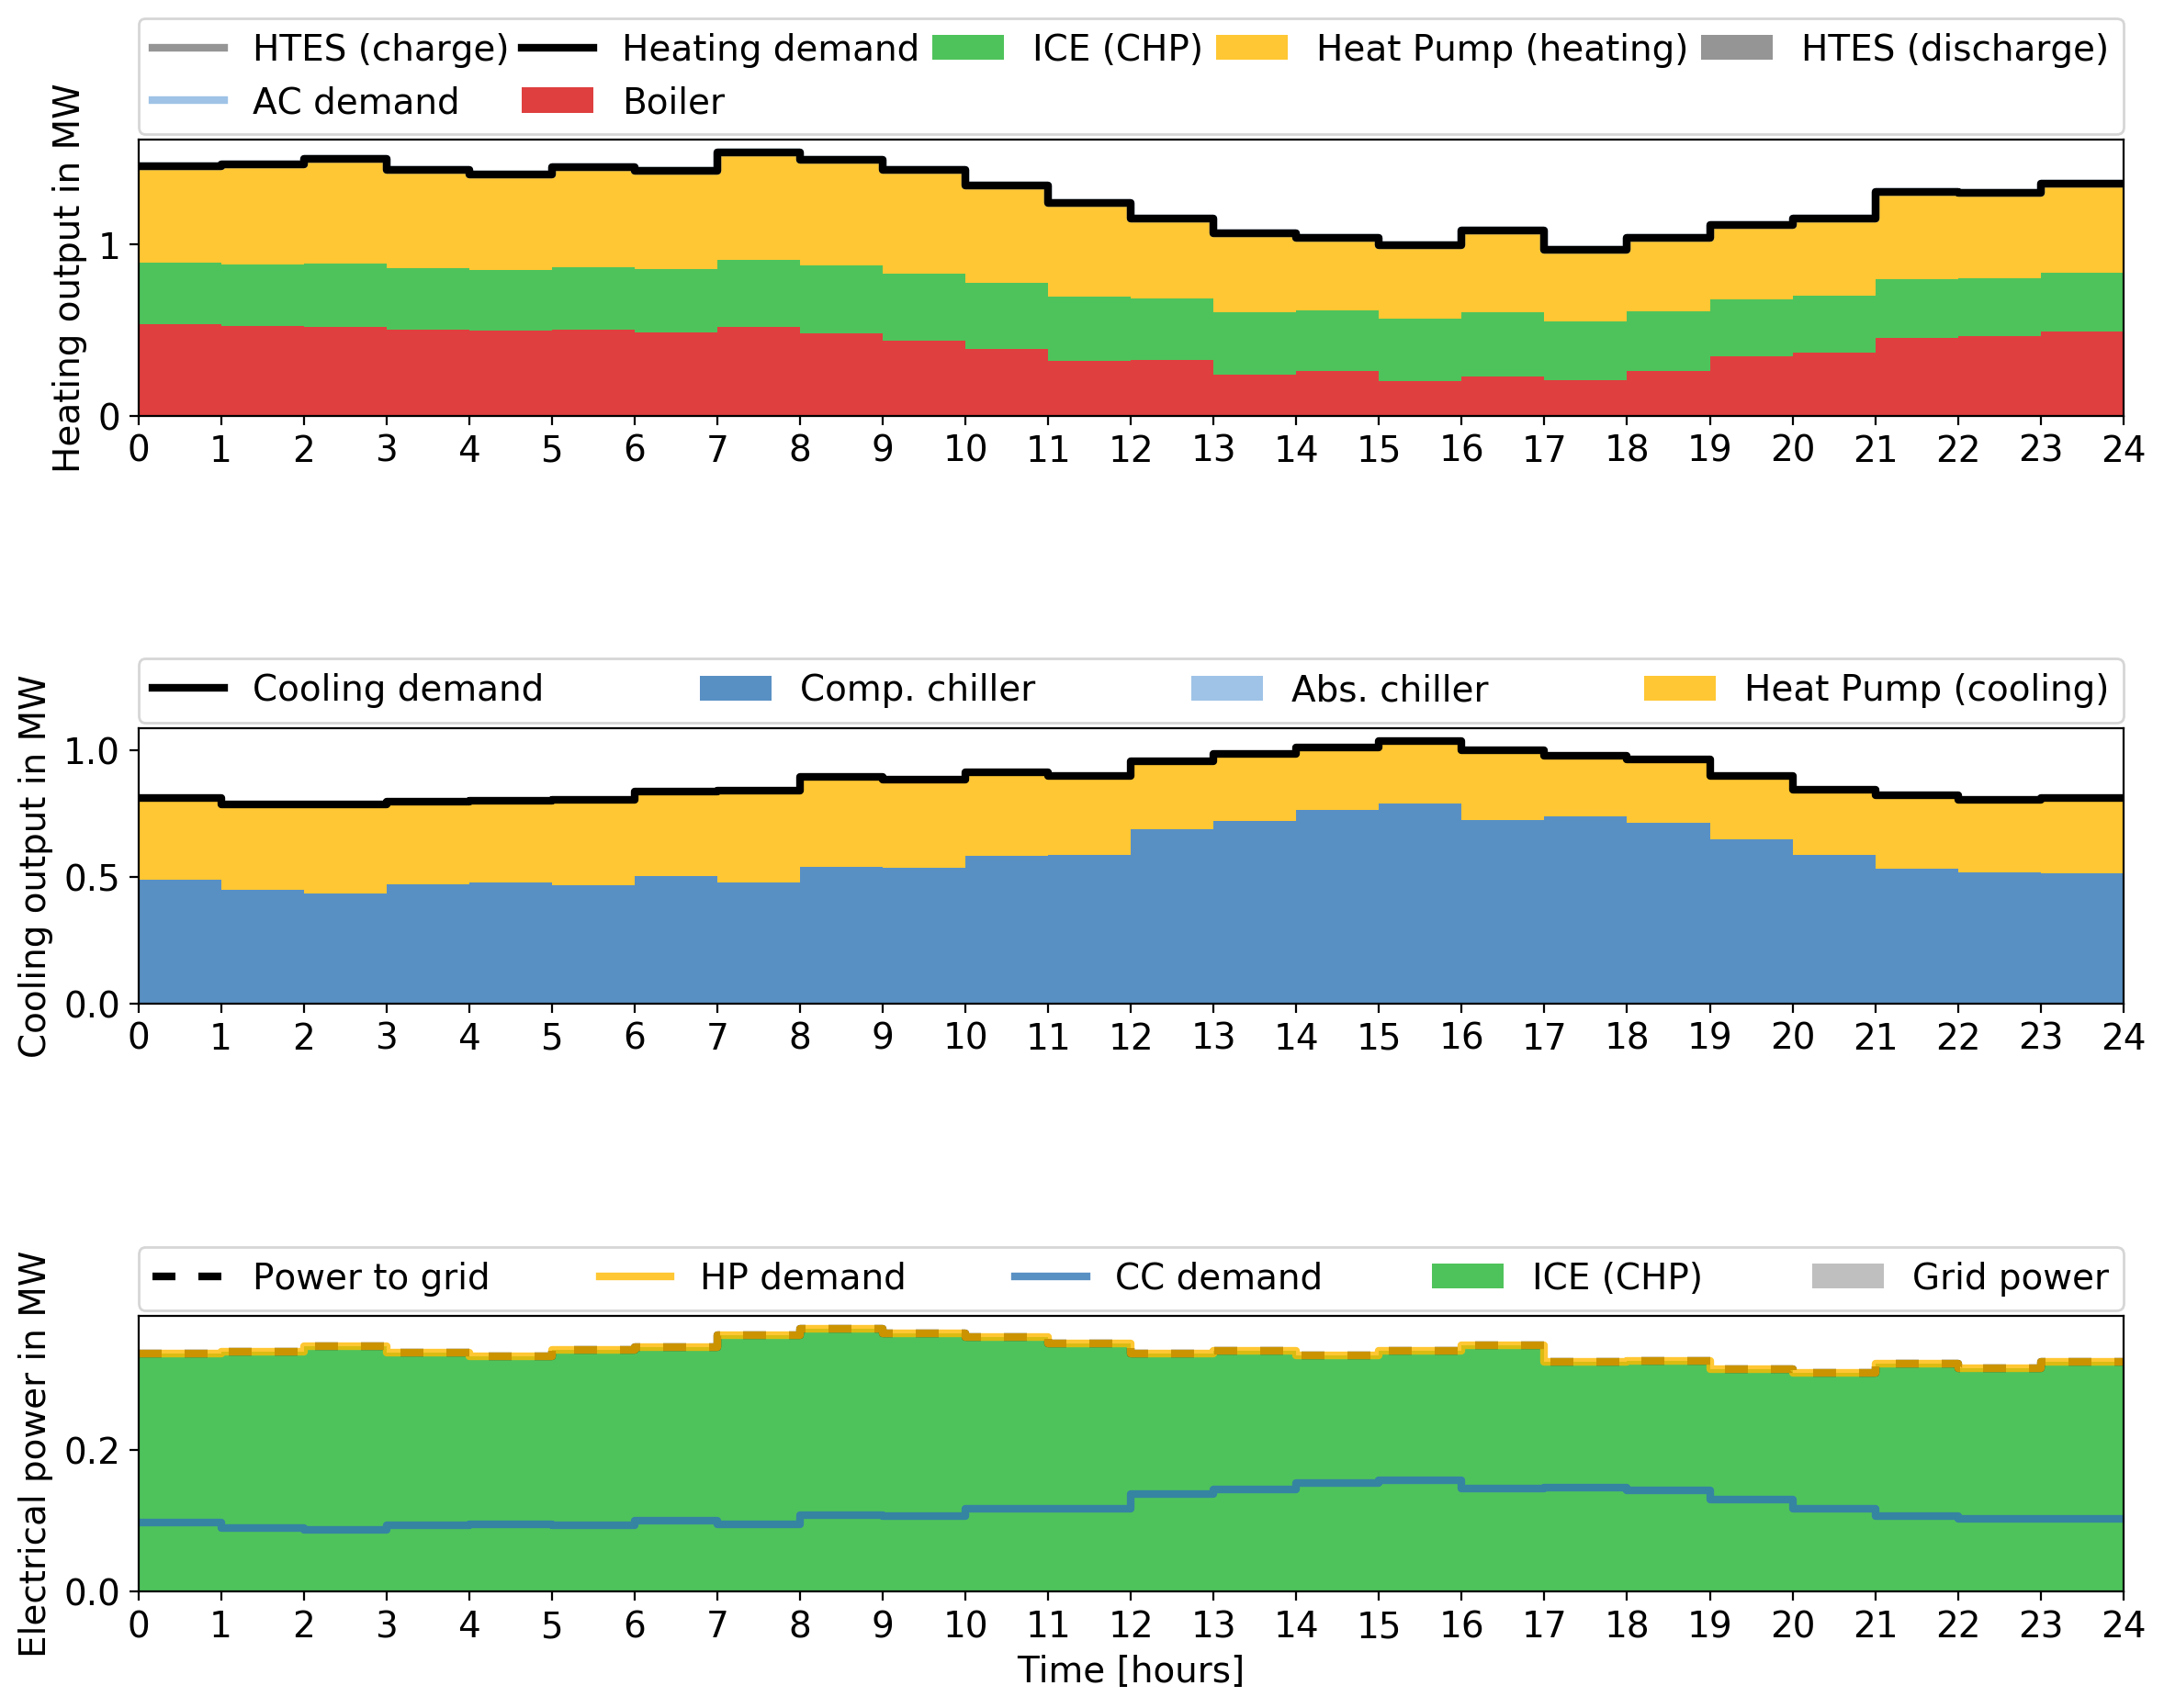 HTES (charge) Heating demand ICE (CHP) Heat Pump (heating) HTES (discharge)
AC demand Boiler
Heating output in MW
1
0
0 1 2 3 4 5 6 7 8 9 10 11 12 13 14 15 16 17 18 19 20 21 22 23 24
Cooling demand Comp. chiller Abs. chiller Heat Pump (cooling)
Cooling output in MW
1.0
0.5
0.0
0 1 2 3 4 5 6 7 8 9 10 11 12 13 14 15 16 17 18 19 20 21 22 23 24
Power to grid HP demand CC demand ICE (CHP) Grid power
Electrical power in MW
0.2
0.0
0 1 2 3 4 5 6 7 8 9 10 11 12 13 14 15 16 17 18 19 20 21 22 23 24
Time [hours]